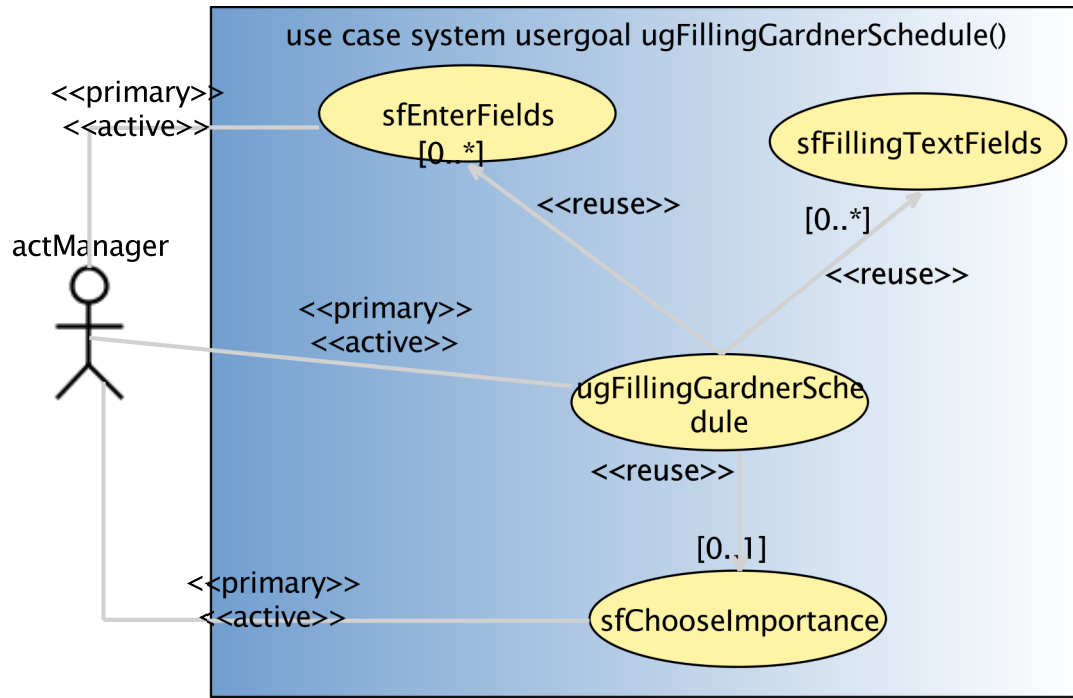 use case system usergoal ugFillingGardnerSchedule()
<<primary>>
<<active>>
sfEnterFields
[0..*]
sfFillingTextFields
<<reuse>>
[0..*]
<<reuse>>
actManager
<<primary>>
<<active>>
ugFillingGardnerSche
dule
<<reuse>>
[0..1]
<<primary>>
<<active>>
sfChooseImportance